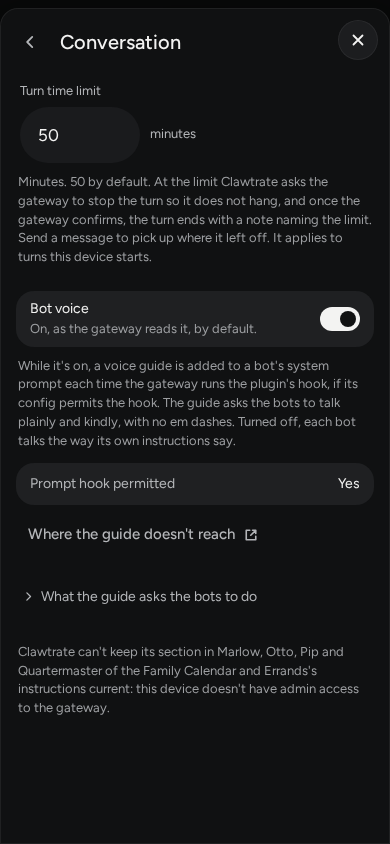 Conversation
Turn time limit
50
minutes
Minutes. 50 by default. At the limit Clawtrate asks the
gateway to stop the turn so it does not hang, and once the
gateway confirms, the turn ends with a note naming the limit.
Send a message to pick up where it left off. It applies to
turns this device starts.
Bot voice
On, as the gateway reads it, by default.
While it's on, a voice guide is added to a bot's system
prompt each time the gateway runs the plugin's hook, if its
config permits the hook. The guide asks the bots to talk
plainly and kindly, with no em dashes. Turned off, each bot
talks the way its own instructions say.
Prompt hook permitted
Yes
Where the guide doesn't reach
What the guide asks the bots to do
Clawtrate can't keep its section in Marlow, Otto, Pip and
Quartermaster of the Family Calendar and Errands's
instructions current: this device doesn't have admin access
to the gateway.